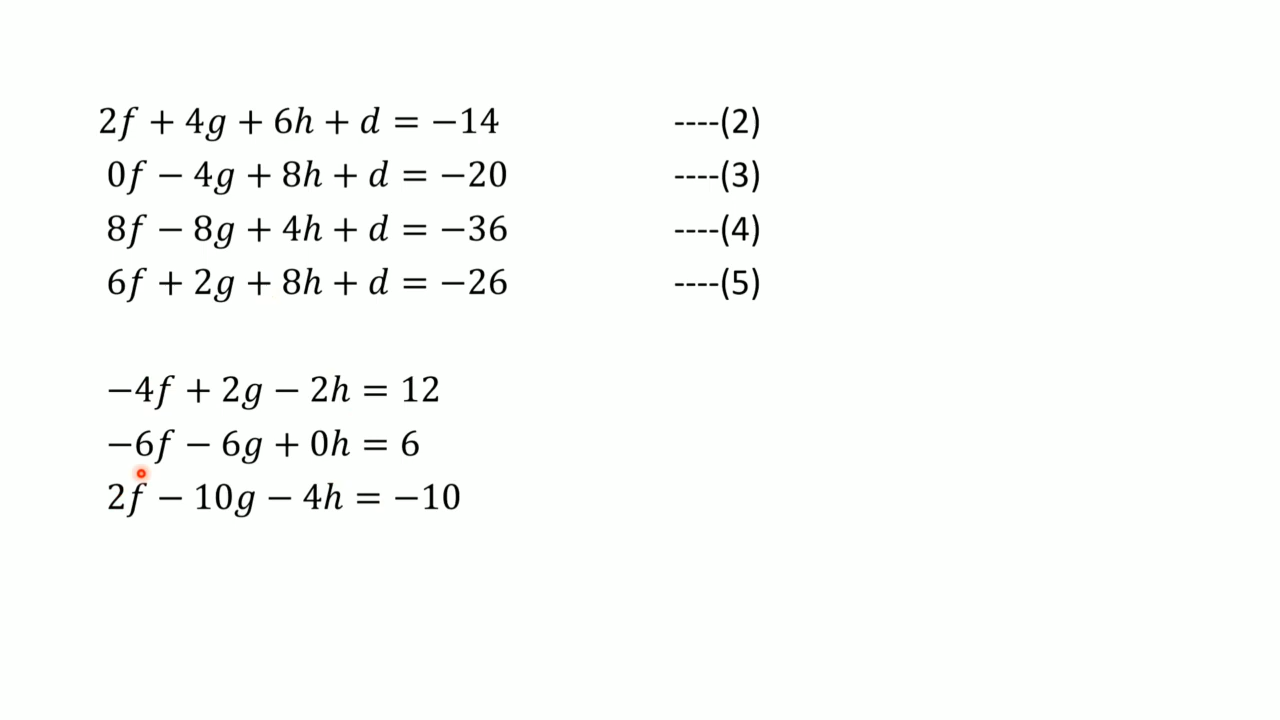 2f + 4g + 6h + d = −14 ----(2)
0f − 4g + 8h + d = −20 ----(3)
8f − 8g + 4h + d = −36 ----(4)
6f + 2g + 8h + d = −26 ----(5)
−4f + 2g − 2h = 12
−6f − 6g + 0h = 6
2f − 10g − 4h = −10